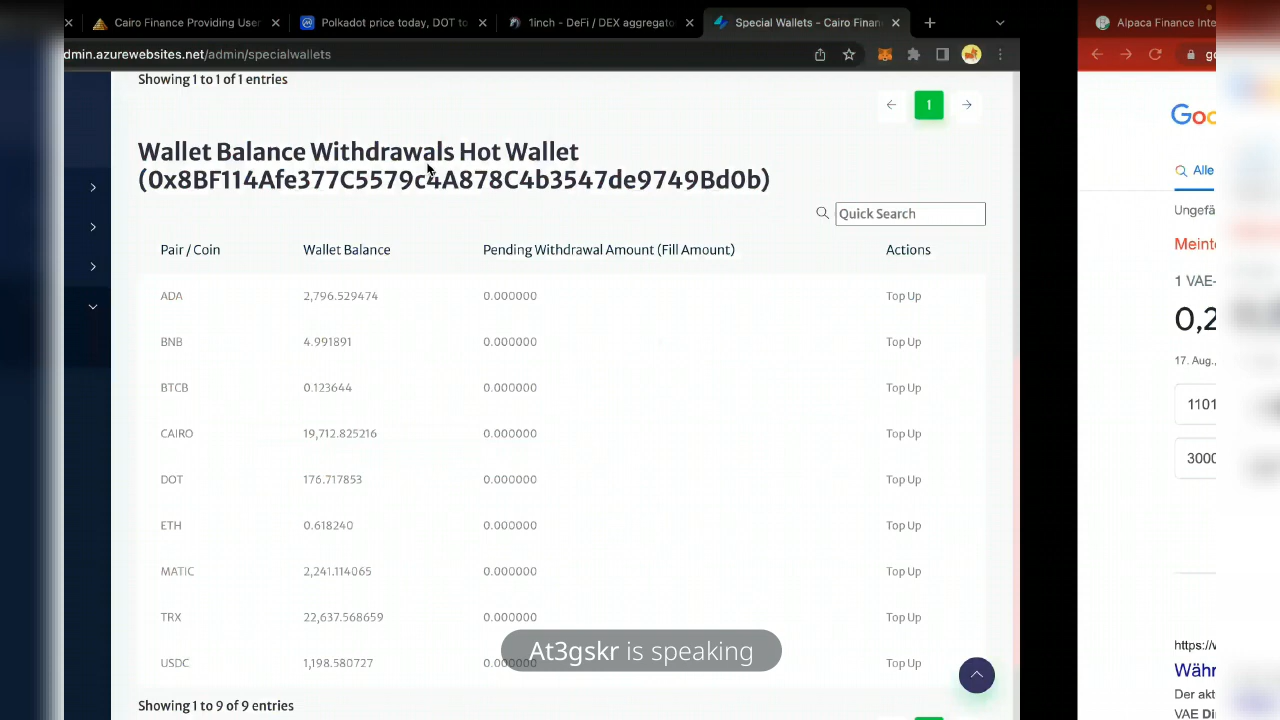 Cairo Finance Providing User
Polkadot price today, DOT to
1inch - DeFi / DEX aggregato
Special Wallets - Cairo Finan
Alpaca Finance Inte
dmin.azurewebsites.net/admin/specialwallets
Showing 1 to 1 of 1 entries
1
Wallet Balance Withdrawals Hot Wallet
(0x8BF114Afe377C5579c4A878C4b3547de9749Bd0b)
Quick Search
Pair / Coin Wallet Balance Pending Withdrawal Amount (Fill Amount) Actions
ADA 2,796.529474 0.000000 Top Up
BNB 4.991891 0.000000 Top Up
BTCB 0.123644 0.000000 Top Up
CAIRO 19,712.825216 0.000000 Top Up
DOT 176.717853 0.000000 Top Up
ETH 0.618240 0.000000 Top Up
MATIC 2,241.114065 0.000000 Top Up
TRX 22,637.568659 0.000000 Top Up
USDC 1,198.580727 0.000000 Top Up
At3gskr is speaking
Showing 1 to 9 of 9 entries
go
Goo
Alle
Ungefä
Meint
1 VAE-
0,2
17. Aug.,
1101
3000
https://v
Währ
Der akt
VAE Di